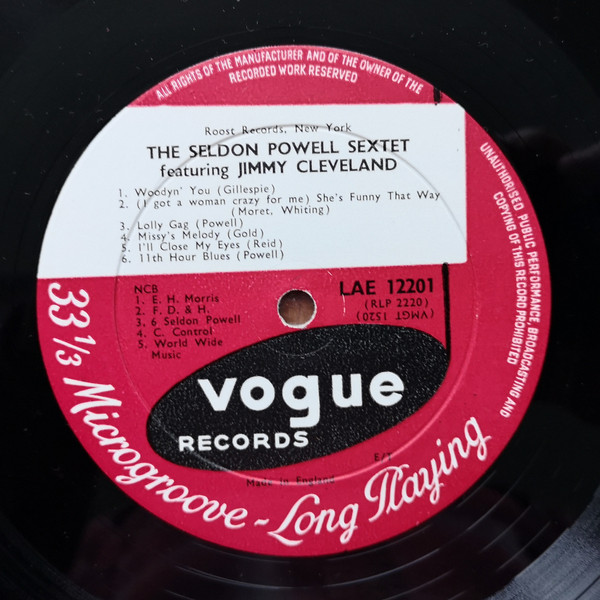 ALL RIGHTS OF THE MANUFACTURER AND OF THE OWNER OF THE
RECORDED WORK RESERVED
Roost Records, New York
THE SELDON POWELL SEXTET
featuring JIMMY CLEVELAND
1. Woodyn' You (Gillespie)
2. (I got a woman crazy for me) She's Funny That Way
(Moret, Whiting)
3. Lolly Gag (Powell)
4. Missy's Melody (Gold)
5. I'll Close My Eyes (Reid)
6. 11th Hour Blues (Powell)
NCB
1. E. H. Morris
2. F. D. & H.
3. 6 Seldon Powell
4. C. Control
5. World Wide
Music
LAE 12201
(RLP 2220)
(VMGT 1520)
UNAUTHORISED PUBLIC PERFORMANCE, BROADCASTING AND
COPYING OF THIS RECORD PROHIBITED
vogue
RECORDS
Made in England
33 1/3 Microgroove - Long Playing